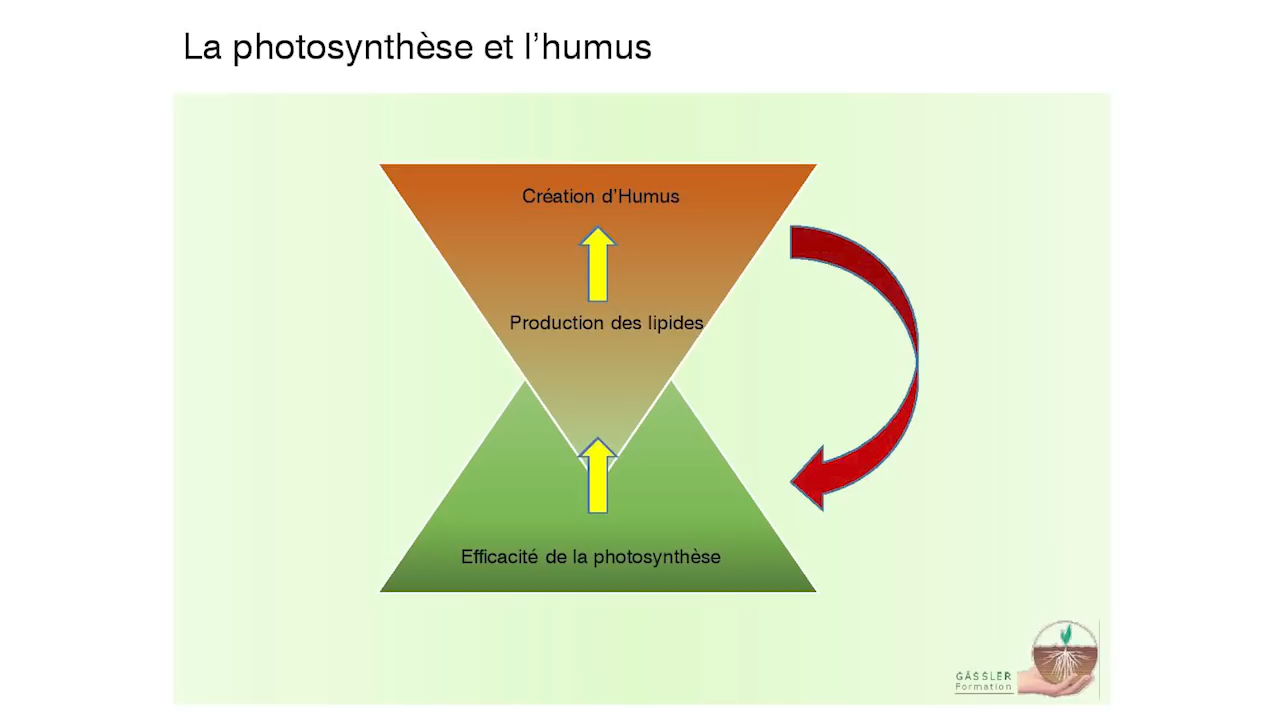 La photosynthèse et l’humus
Création d’Humus
Production des lipides
Efficacité de la photosynthèse
GÄSSLER
Formation